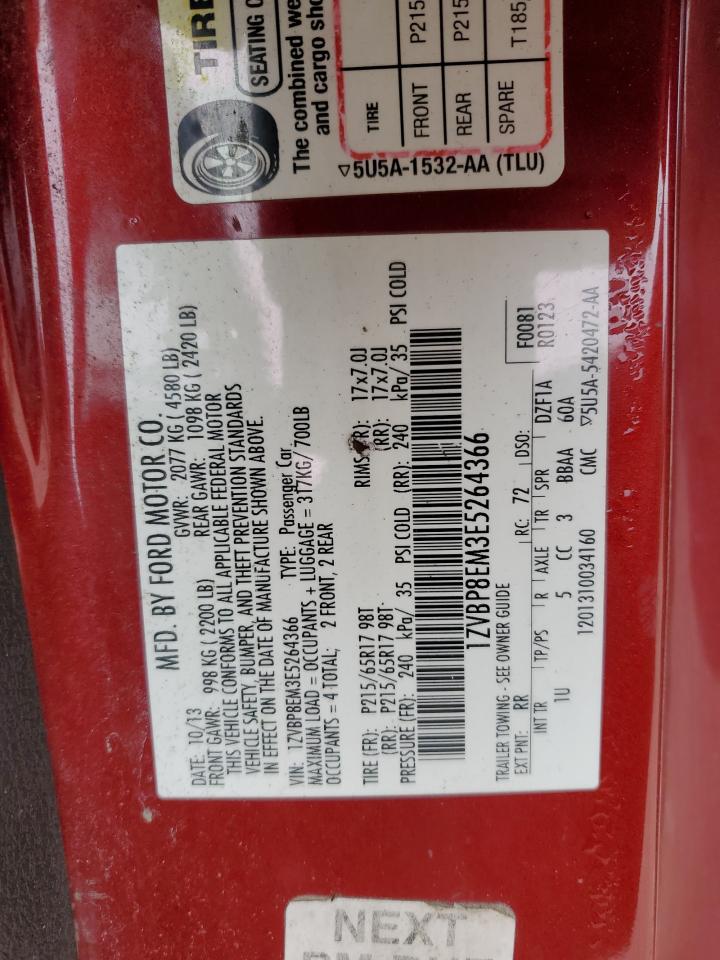 TIRE
SEATING C
The combined we
and cargo sho
TIRE
FRONT P215
REAR P215
SPARE T185
5U5A-1532-AA (TLU)
MFD. BY FORD MOTOR CO.
DATE: 10/13 GVWR: 2077 KG ( 4580 LB)
FRONT GAWR: 998 KG ( 2200 LB) REAR GAWR: 1098 KG ( 2420 LB)
THIS VEHICLE CONFORMS TO ALL APPLICABLE FEDERAL MOTOR
VEHICLE SAFETY, BUMPER, AND THEFT PREVENTION STANDARDS
IN EFFECT ON THE DATE OF MANUFACTURE SHOWN ABOVE.
VIN: 1ZVBP8EM3E5264366 TYPE: Passenger Car
MAXIMUM LOAD = OCCUPANTS + LUGGAGE = 317KG/ 700LB
OCCUPANTS = 4 TOTAL; 2 FRONT, 2 REAR
TIRE (FR): P215/65R17 98T RIMS(FR): 17x7.0J
(RR): P215/65R17 98T (RR): 17x7.0J
PRESSURE (FR): 240 kPa/ 35 PSI COLD (RR): 240 kPa/ 35 PSI COLD
1ZVBP8EM3E5264366
TRAILER TOWING - SEE OWNER GUIDE F0081
EXT PNT: RR RC: 72 DSO: R0123
INT TR TP/PS R AXLE TR SPR DZF1A
1U 5 CC 3 BBAA 60A
1201310034160 CMC 5U5A-5420472-AA
NEXT